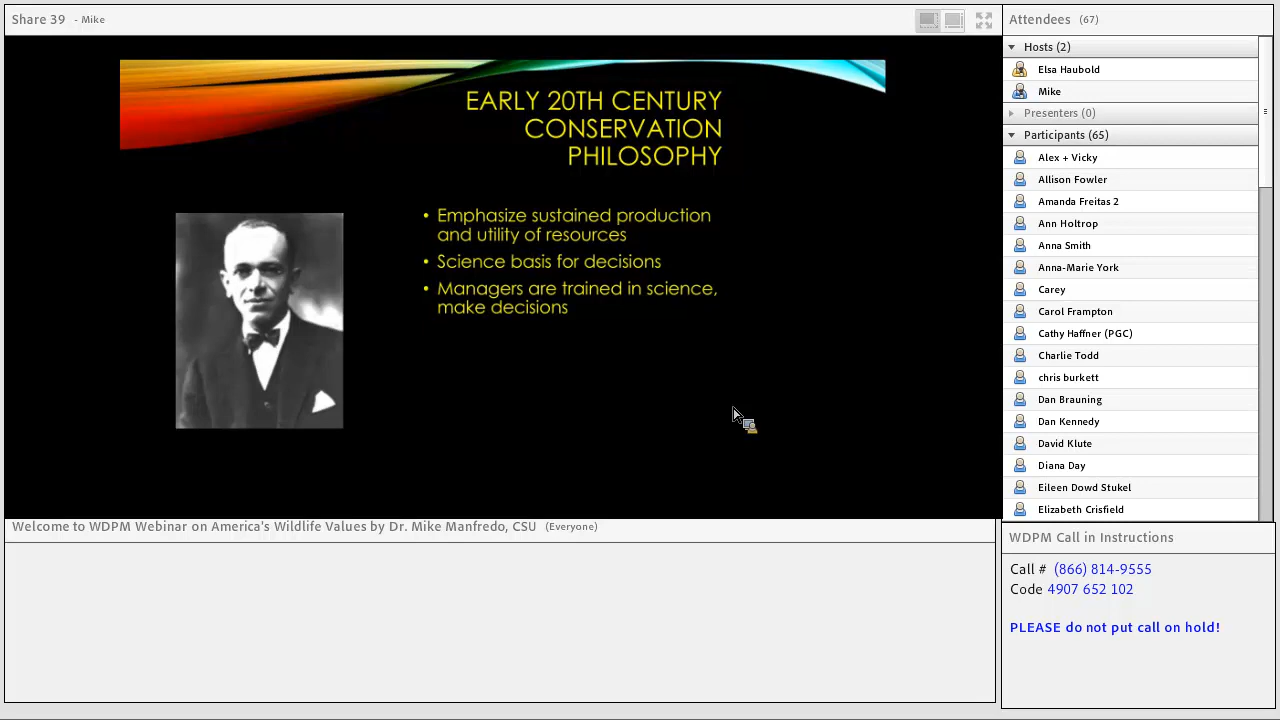 Share 39 - Mike
EARLY 20TH CENTURY
CONSERVATION
PHILOSOPHY
• Emphasize sustained production
and utility of resources
• Science basis for decisions
• Managers are trained in science,
make decisions
Welcome to WDPM Webinar on America's Wildlife Values by Dr. Mike Manfredo, CSU (Everyone)
Attendees (67)
Hosts (2)
Elsa Haubold
Mike
Presenters (0)
Participants (65)
Alex + Vicky
Allison Fowler
Amanda Freitas 2
Ann Holtrop
Anna Smith
Anna-Marie York
Carey
Carol Frampton
Cathy Haffner (PGC)
Charlie Todd
chris burkett
Dan Brauning
Dan Kennedy
David Klute
Diana Day
Eileen Dowd Stukel
Elizabeth Crisfield
WDPM Call in Instructions
Call # (866) 814-9555
Code 4907 652 102
PLEASE do not put call on hold!